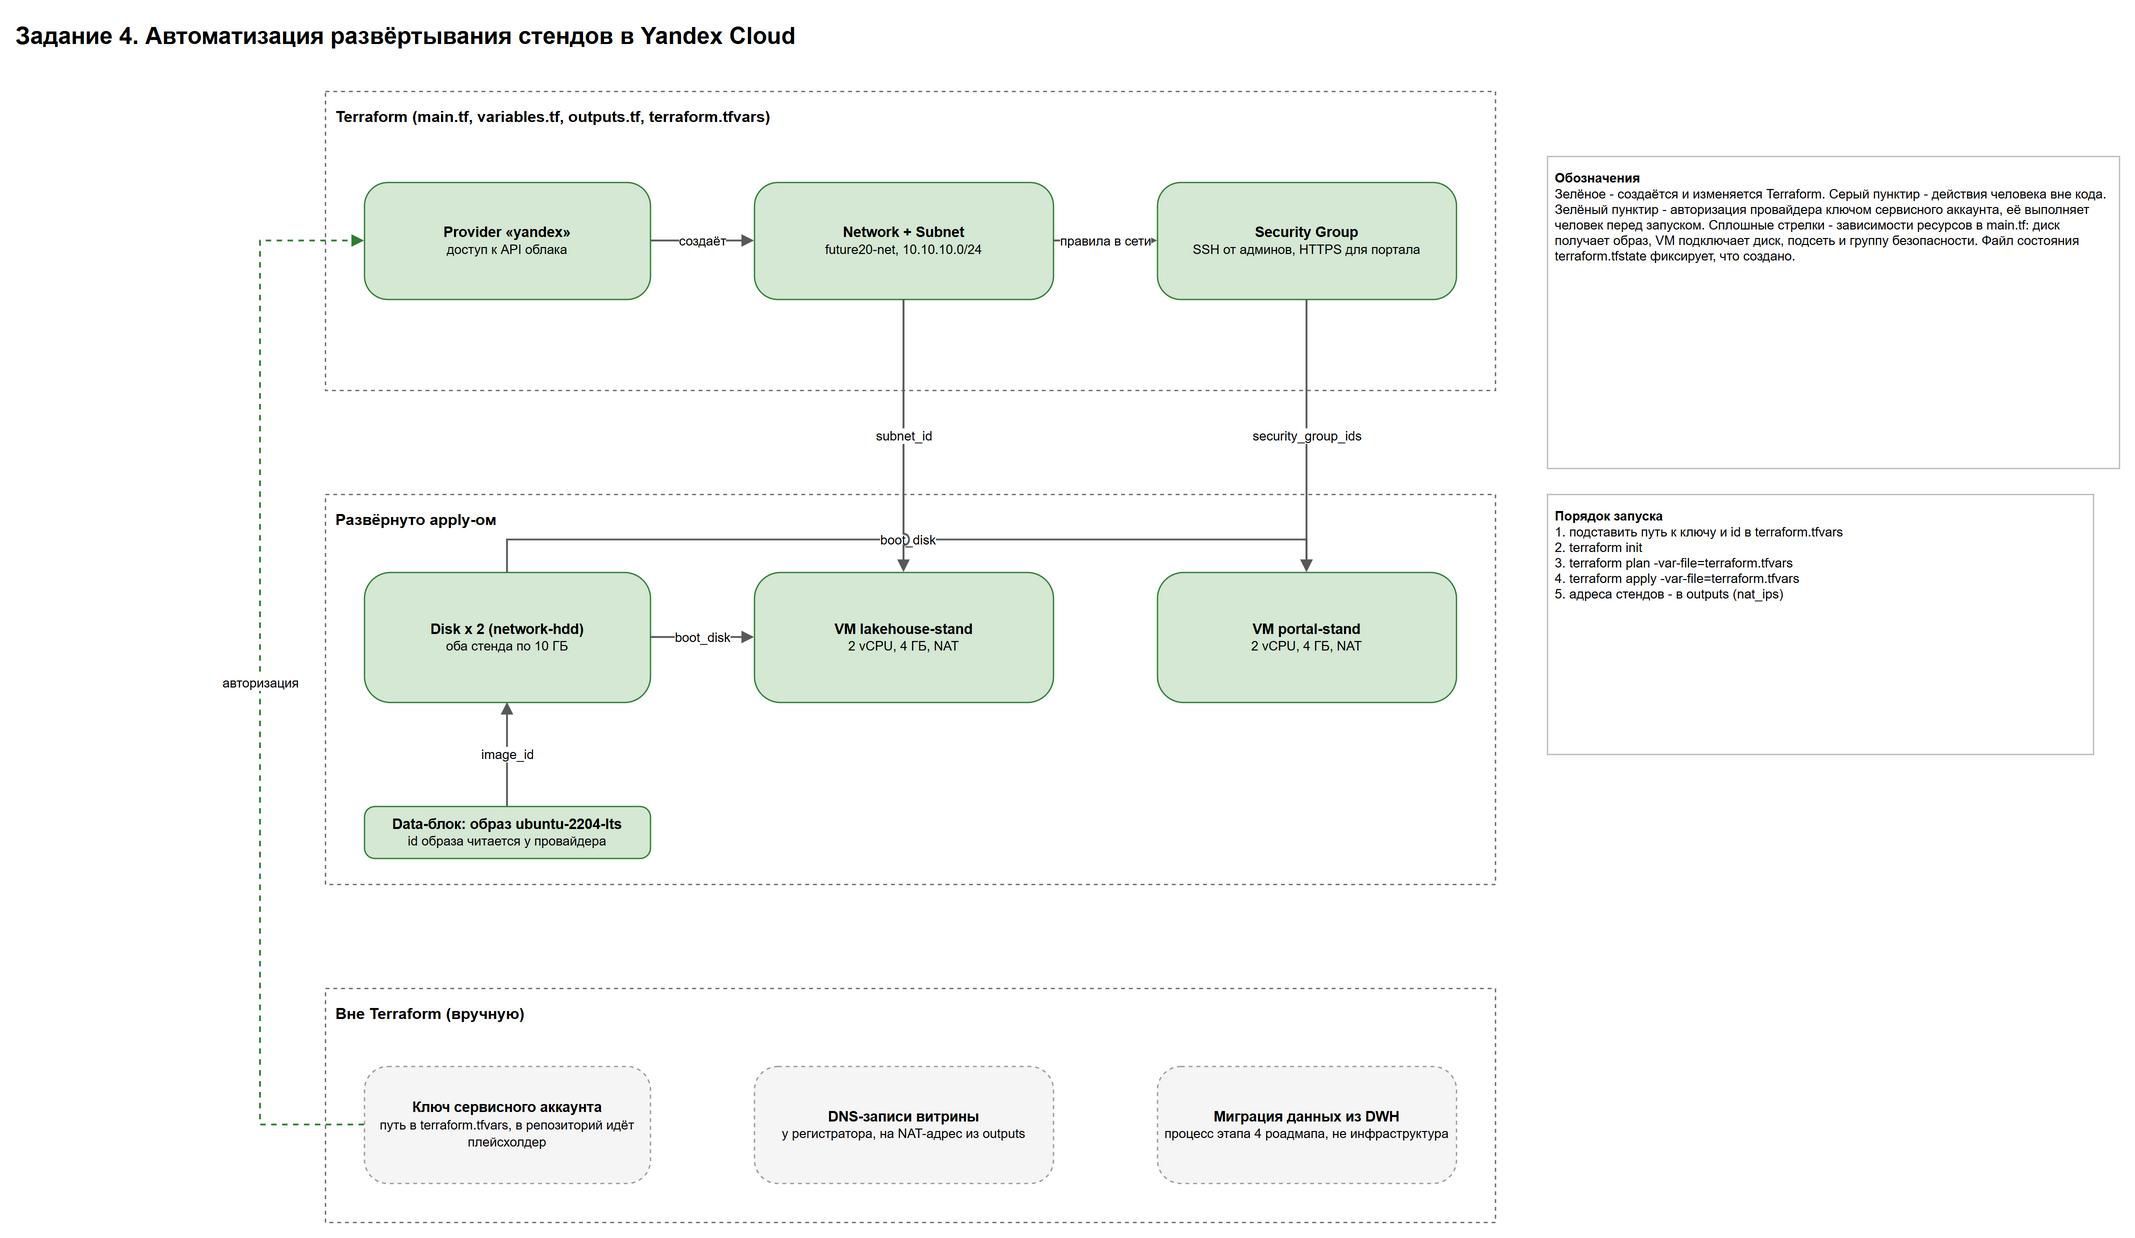 Задание 4. Автоматизация развёртывания стендов в Yandex Cloud
Terraform (main.tf, variables.tf, outputs.tf, terraform.tfvars)
Provider «yandex»
доступ к API облака
создаёт
Network + Subnet
future20-net, 10.10.10.0/24
правила в сети
Security Group
SSH от админов, HTTPS для портала
subnet_id
security_group_ids
Развёрнуто apply-ом
boot_disk
Disk x 2 (network-hdd)
оба стенда по 10 ГБ
boot_disk
VM lakehouse-stand
2 vCPU, 4 ГБ, NAT
VM portal-stand
2 vCPU, 4 ГБ, NAT
авторизация
image_id
Data-блок: образ ubuntu-2204-lts
id образа читается у провайдера
Вне Terraform (вручную)
Ключ сервисного аккаунта
путь в terraform.tfvars, в репозиторий идёт
плейсхолдер
DNS-записи витрины
у регистратора, на NAT-адрес из outputs
Миграция данных из DWH
процесс этапа 4 роадмапа, не инфраструктура
Обозначения
Зелёное - создаётся и изменяется Terraform. Серый пунктир - действия человека вне кода.
Зелёный пунктир - авторизация провайдера ключом сервисного аккаунта, её выполняет
человек перед запуском. Сплошные стрелки - зависимости ресурсов в main.tf: диск
получает образ, VM подключает диск, подсеть и группу безопасности. Файл состояния
terraform.tfstate фиксирует, что создано.
Порядок запуска
1. подставить путь к ключу и id в terraform.tfvars
2. terraform init
3. terraform plan -var-file=terraform.tfvars
4. terraform apply -var-file=terraform.tfvars
5. адреса стендов - в outputs (nat_ips)